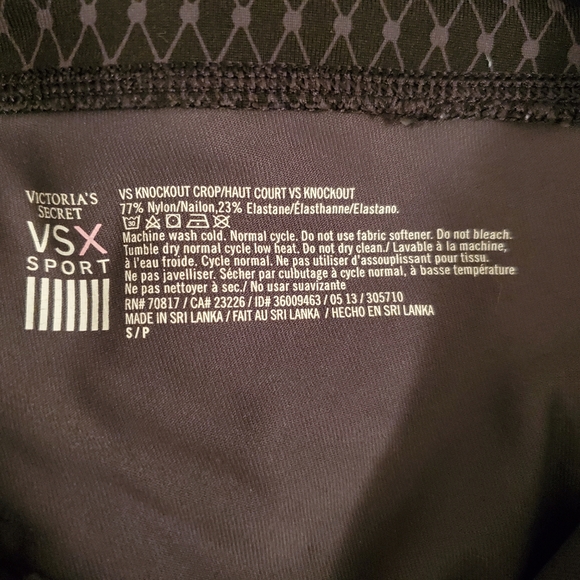 VICTORIA'S
SECRET
VSX
SPORT
VS KNOCKOUT CROP/HAUT COURT VS KNOCKOUT
77% Nylon/Nailon,23% Elastane/Élasthanne/Elastano.
Machine wash cold. Normal cycle. Do not use fabric softener. Do not bleach.
Tumble dry normal cycle low heat. Do not dry clean./ Lavable à la machine,
à l'eau froide. Cycle normal. Ne pas utiliser d'assouplissant pour tissu.
Ne pas javelliser. Sécher par culbutage à cycle normal, à basse température
Ne pas nettoyer à sec./ No usar suavizante
RN# 70817 / CA# 23226 / ID# 36009463 / 05 13 / 305710
MADE IN SRI LANKA / FAIT AU SRI LANKA / HECHO EN SRI LANKA
S / P